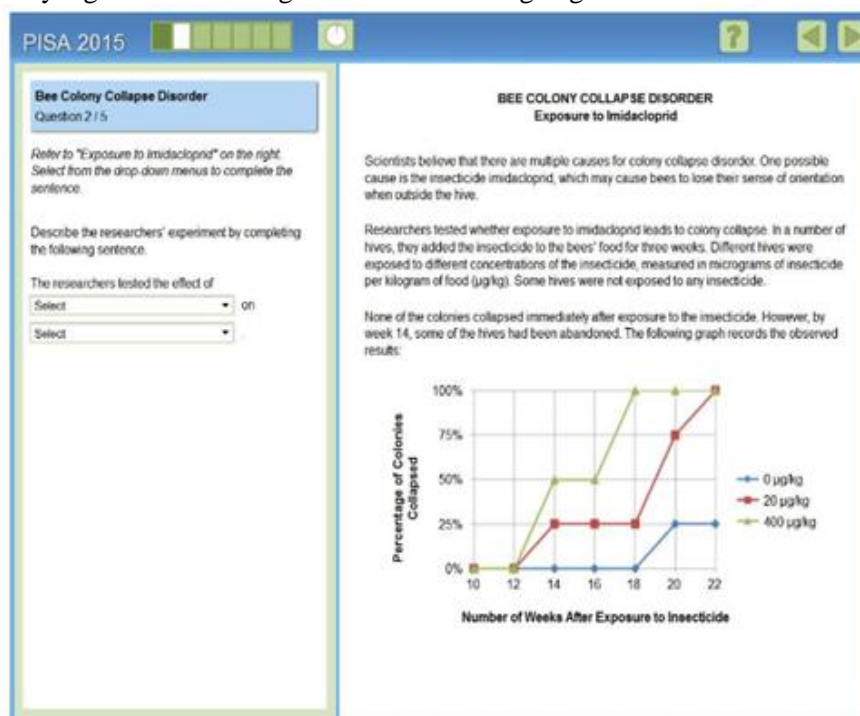 PISA 2015
?
Bee Colony Collapse Disorder
Question 2 / 5
Refer to "Exposure to Imidacloprid" on the right.
Select from the drop-down menus to complete the
sentence.
Describe the researchers' experiment by completing
the following sentence.
The researchers tested the effect of
Select
on
Select
.
BEE COLONY COLLAPSE DISORDER
Exposure to Imidacloprid
Scientists believe that there are multiple causes for colony collapse disorder. One possible
cause is the insecticide imidacloprid, which may cause bees to lose their sense of orientation
when outside the hive.
Researchers tested whether exposure to imidacloprid leads to colony collapse. In a number of
hives, they added the insecticide to the bees' food for three weeks. Different hives were
exposed to different concentrations of the insecticide, measured in micrograms of insecticide
per kilogram of food (µg/kg). Some hives were not exposed to any insecticide.
None of the colonies collapsed immediately after exposure to the insecticide. However, by
week 14, some of the hives had been abandoned. The following graph records the observed
results:
100%
75%
50%
25%
0%
Percentage of Colonies
Collapsed
10 12 14 16 18 20 22
Number of Weeks After Exposure to Insecticide
0 µg/kg
20 µg/kg
400 µg/kg